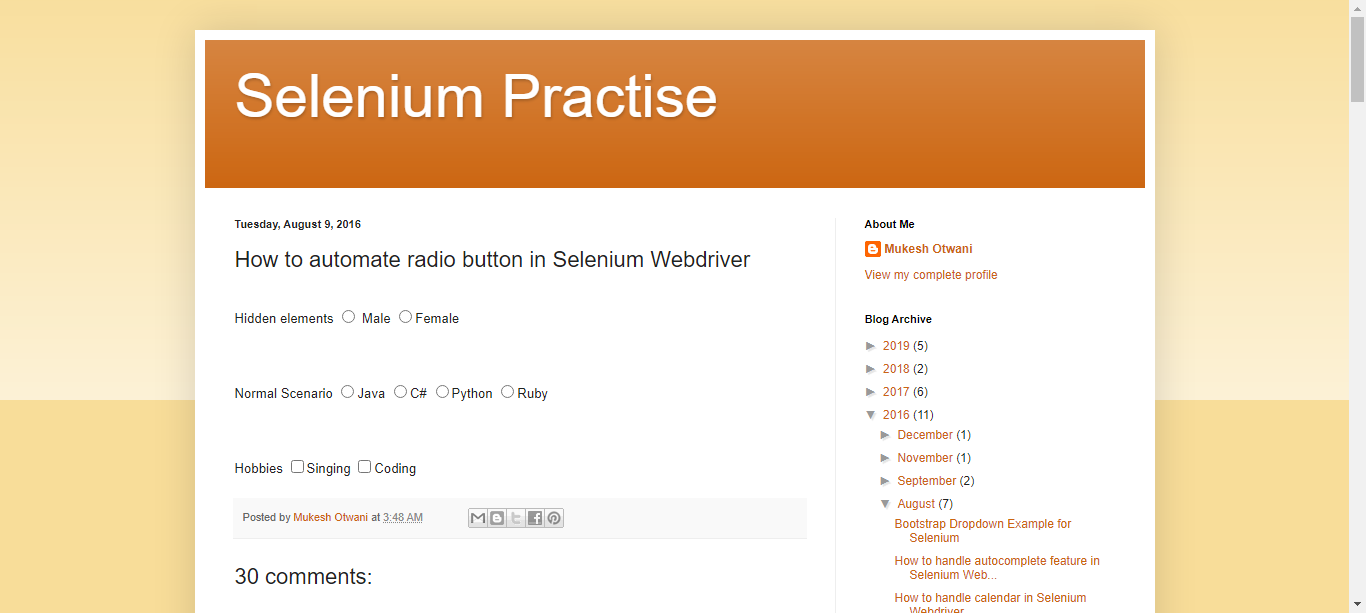 Selenium Practise
Tuesday, August 9, 2016
How to automate radio button in Selenium Webdriver
Hidden elements Male Female
Normal Scenario Java C# Python Ruby
Hobbies Singing Coding
Posted by Mukesh Otwani at 3:48 AM
30 comments:
About Me
Mukesh Otwani
View my complete profile
Blog Archive
► 2019 (5)
► 2018 (2)
► 2017 (6)
▼ 2016 (11)
► December (1)
► November (1)
► September (2)
▼ August (7)
Bootstrap Dropdown Example for
Selenium
How to handle autocomplete feature in
Selenium Web...
How to handle calendar in Selenium
Webdriver